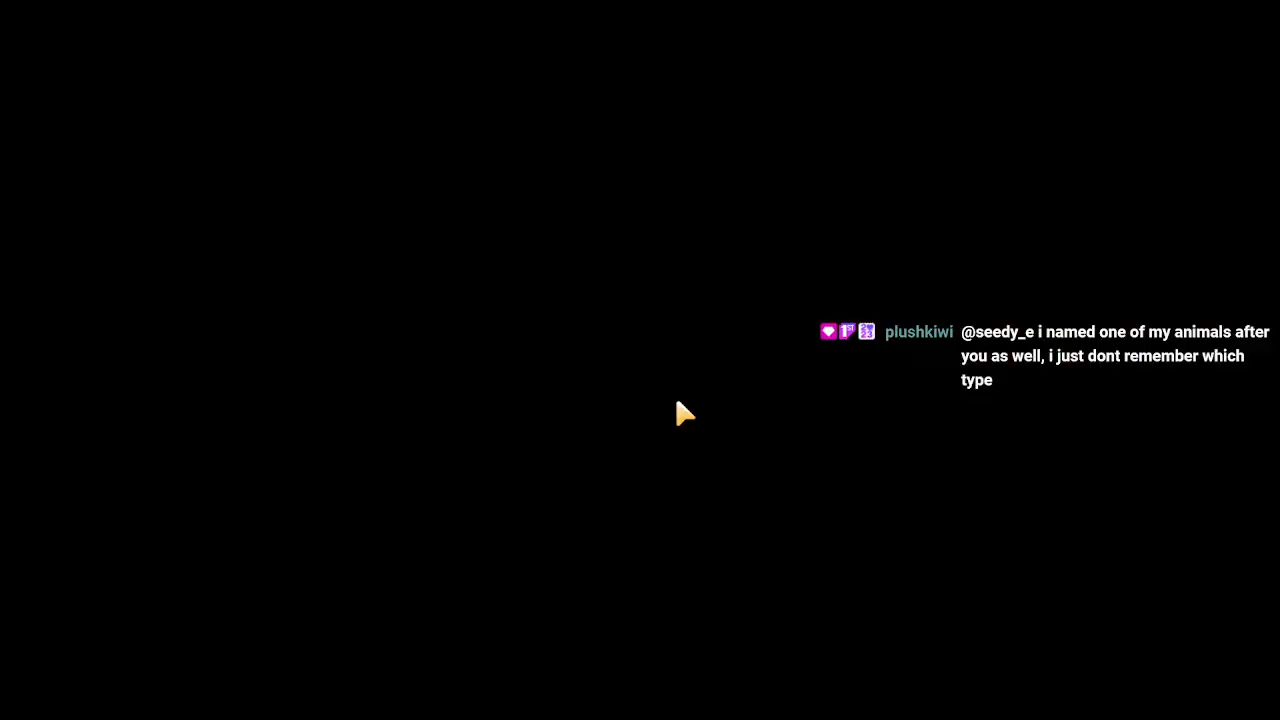 plushkiwi @seedy_e i named one of my animals after
you as well, i just dont remember which
type